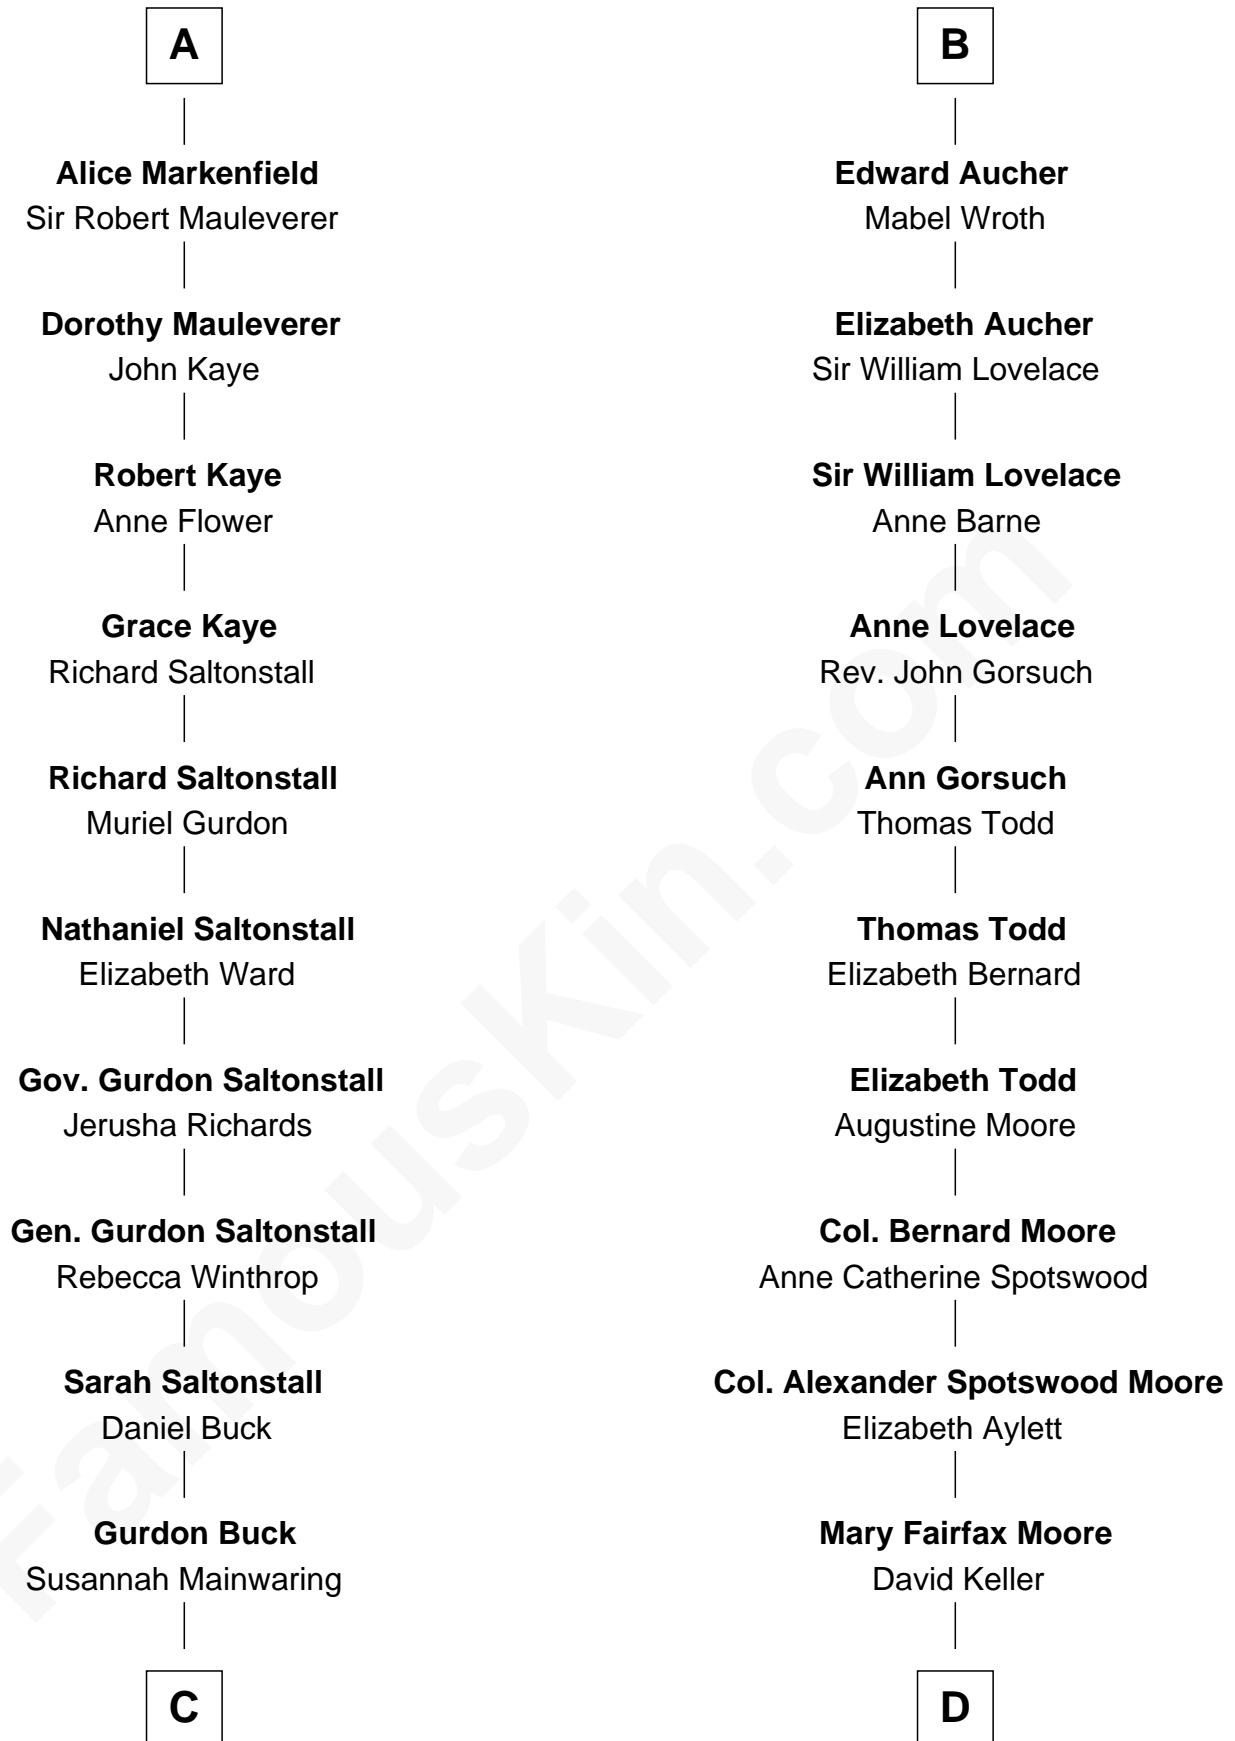 A
Alice Markenfield
Sir Robert Mauleverer
Dorothy Mauleverer
John Kaye
Robert Kaye
Anne Flower
Grace Kaye
Richard Saltonstall
Richard Saltonstall
Muriel Gurdon
Nathaniel Saltonstall
Elizabeth Ward
Gov. Gurdon Saltonstall
Jerusha Richards
Gen. Gurdon Saltonstall
Rebecca Winthrop
Sarah Saltonstall
Daniel Buck
Gurdon Buck
Susannah Mainwaring
C
B
Edward Aucher
Mabel Wroth
Elizabeth Aucher
Sir William Lovelace
Sir William Lovelace
Anne Barne
Anne Lovelace
Rev. John Gorsuch
Ann Gorsuch
Thomas Todd
Thomas Todd
Elizabeth Bernard
Elizabeth Todd
Augustine Moore
Col. Bernard Moore
Anne Catherine Spotswood
Col. Alexander Spotswood Moore
Elizabeth Aylett
Mary Fairfax Moore
David Keller
D
FamousKin.com